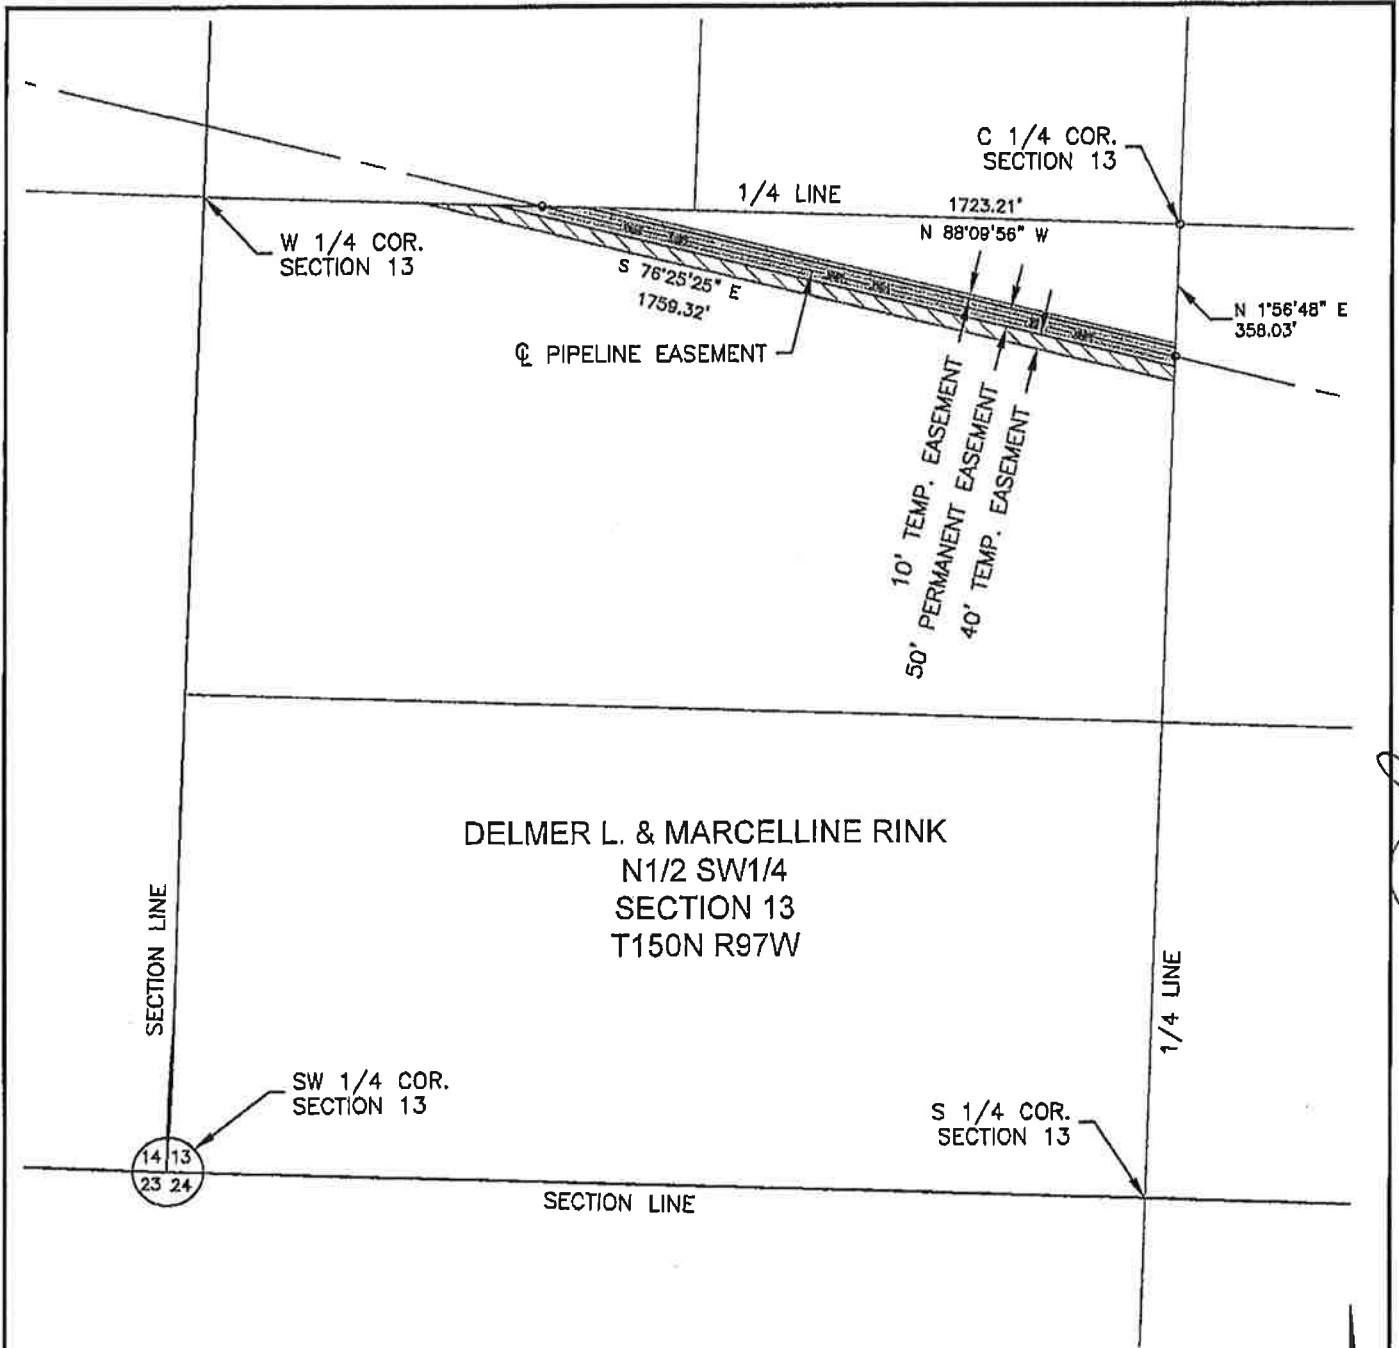 C 1/4 COR.
SECTION 13
1/4 LINE
1723.21'
N 88°09'56" W
W 1/4 COR.
SECTION 13
S 76°25'25" E
1759.32'
N 1°56'48" E
358.03'
℄ PIPELINE EASEMENT
10' TEMP. EASEMENT
50' PERMANENT EASEMENT
40' TEMP. EASEMENT
DELMER L. & MARCELLINE RINK
N1/2 SW1/4
SECTION 13
T150N R97W
SECTION LINE
1/4 LINE
SW 1/4 COR.
SECTION 13
S 1/4 COR.
SECTION 13
14 13
23 24
SECTION LINE